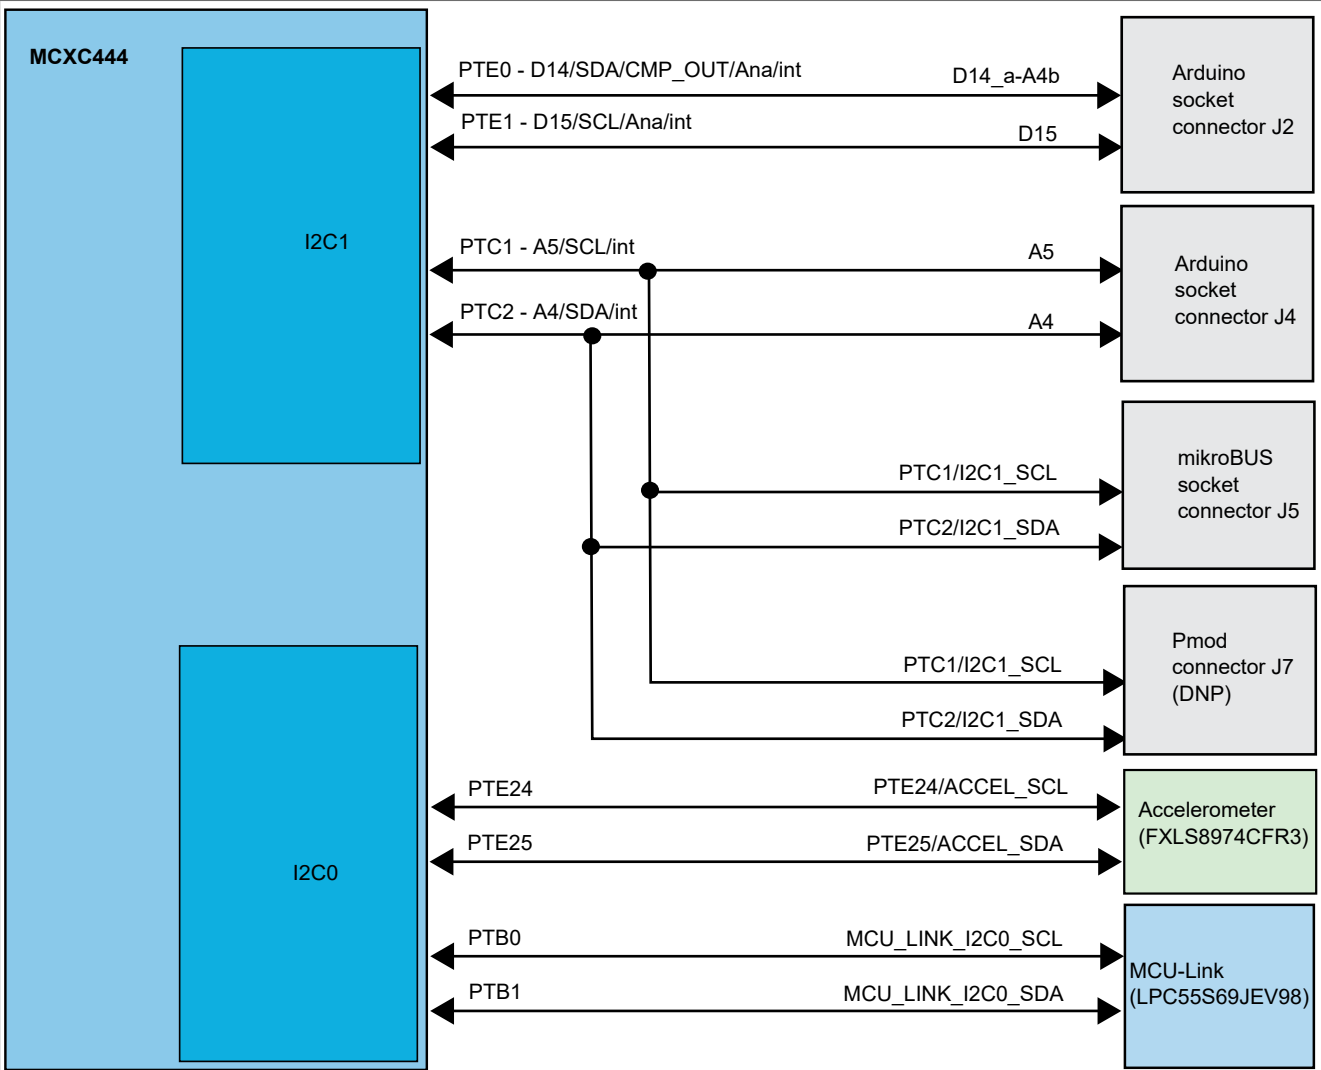 MCXC444
I2C1
PTE0 - D14/SDA/CMP_OUT/Ana/int
D14_a-A4b
PTE1 - D15/SCL/Ana/int
D15
Arduino
socket
connector J2
PTC1 - A5/SCL/int
A5
PTC2 - A4/SDA/int
A4
Arduino
socket
connector J4
PTC1/I2C1_SCL
PTC2/I2C1_SDA
mikroBUS
socket
connector J5
PTC1/I2C1_SCL
PTC2/I2C1_SDA
Pmod
connector J7
(DNP)
I2C0
PTE24
PTE24/ACCEL_SCL
PTE25
PTE25/ACCEL_SDA
Accelerometer
(FXLS8974CFR3)
PTB0
MCU_LINK_I2C0_SCL
PTB1
MCU_LINK_I2C0_SDA
MCU-Link
(LPC55S69JEV98)